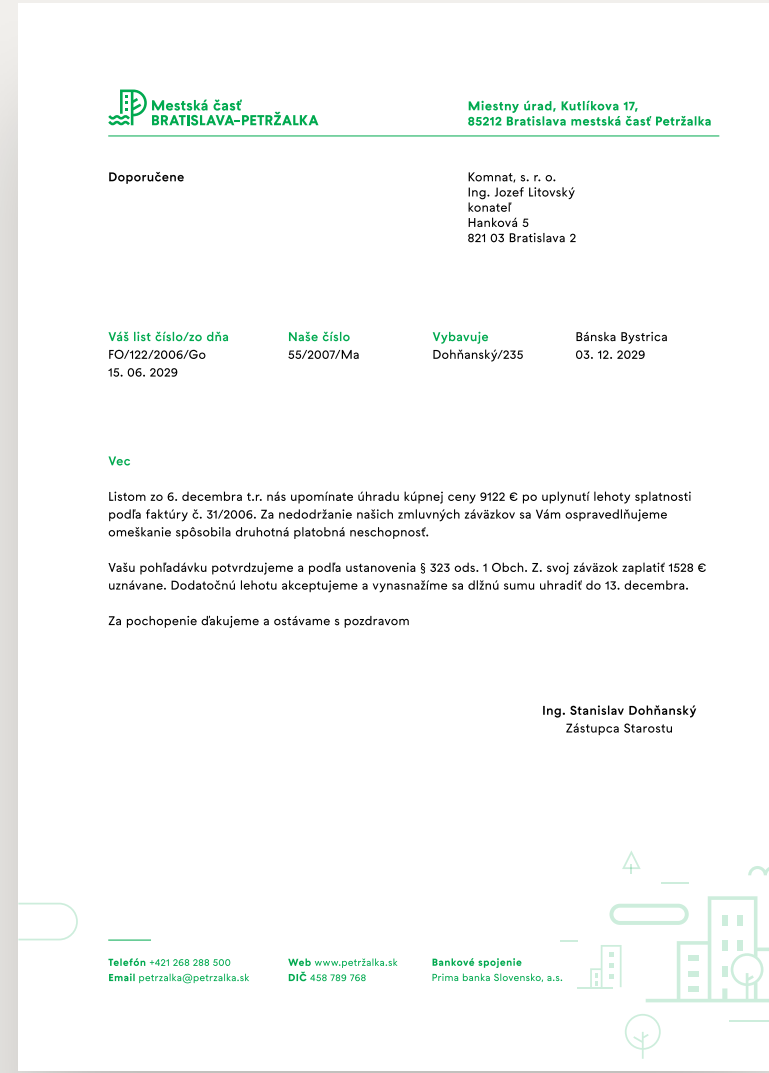 Mestská časť
BRATISLAVA-PETRŽALKA
Miestny úrad, Kutlíkova 17,
85212 Bratislava mestská časť Petržalka
Doporučene
Komnat, s. r. o.
Ing. Jozef Litovský
konateľ
Hanková 5
821 03 Bratislava 2
Váš list číslo/zo dňa
FO/122/2006/Go
15. 06. 2029
Naše číslo
55/2007/Ma
Vybavuje
Dohňanský/235
Bánska Bystrica
03. 12. 2029
Vec
Listom zo 6. decembra t.r. nás upomínate úhradu kúpnej ceny 9122 € po uplynutí lehoty splatnosti
podľa faktúry č. 31/2006. Za nedodržanie našich zmluvných záväzkov sa Vám ospravedlňujeme
omeškanie spôsobila druhotná platobná neschopnosť.
Vašu pohľadávku potvrdzujeme a podľa ustanovenia § 323 ods. 1 Obch. Z. svoj záväzok zaplatiť 1528 €
uznávane. Dodatočnú lehotu akceptujeme a vynasnažíme sa dlžnú sumu uhradiť do 13. decembra.
Za pochopenie ďakujeme a ostávame s pozdravom
Ing. Stanislav Dohňanský
Zástupca Starostu
Telefón +421 268 288 500
Email petrzalka@petrzalka.sk
Web www.petržalka.sk
DIČ 458 789 768
Bankové spojenie
Prima banka Slovensko, a.s.